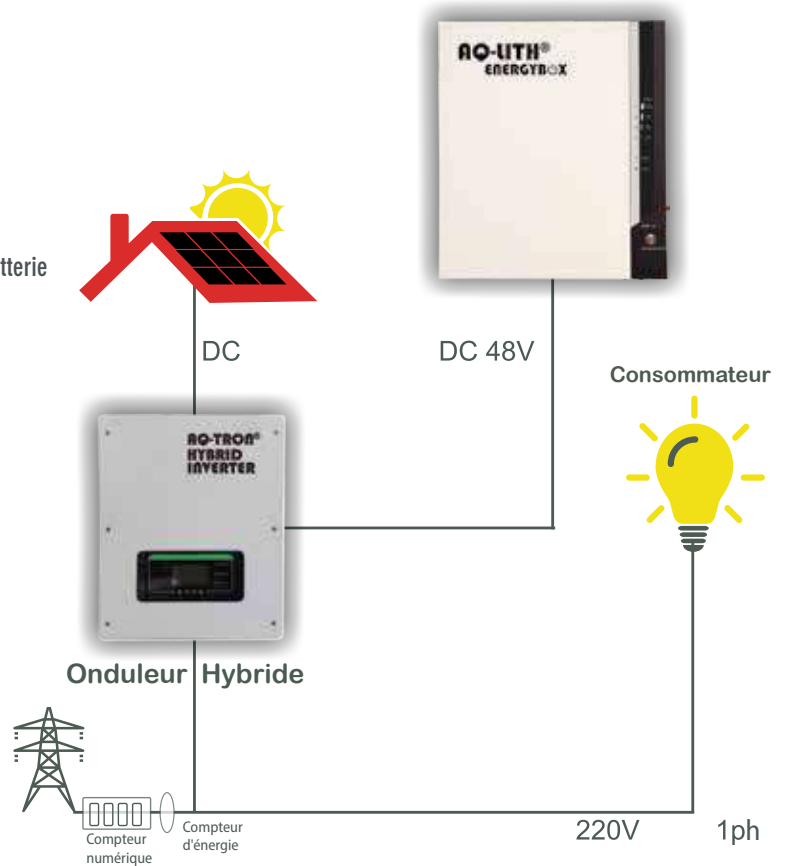 AQ-LITH®
ENERGYBOX
tterie
DC
DC 48V
Consommateur
AQ-TRON®
HYBRID
INVERTER
Onduleur Hybride
Compteur
numérique
Compteur
d'énergie
220V
1ph